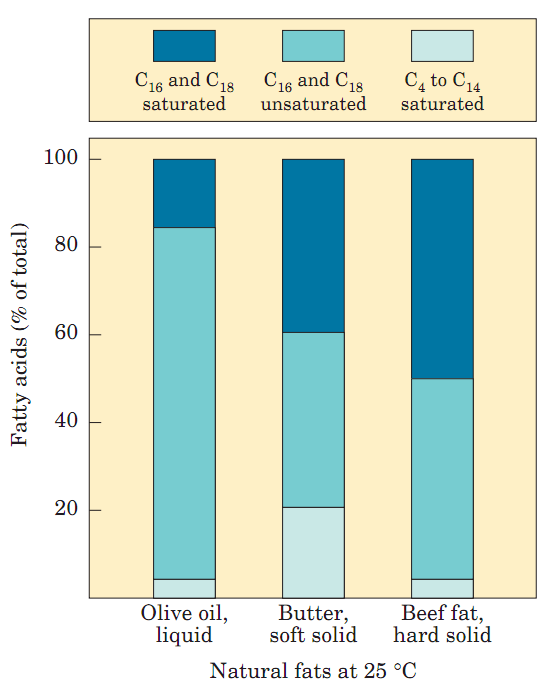 C₁₆ and C₁₈
saturated
C₁₆ and C₁₈
unsaturated
C₄ to C₁₄
saturated
Fatty acids (% of total)
100
80
60
40
20
Olive oil,
liquid
Butter,
soft solid
Beef fat,
hard solid
Natural fats at 25 °C